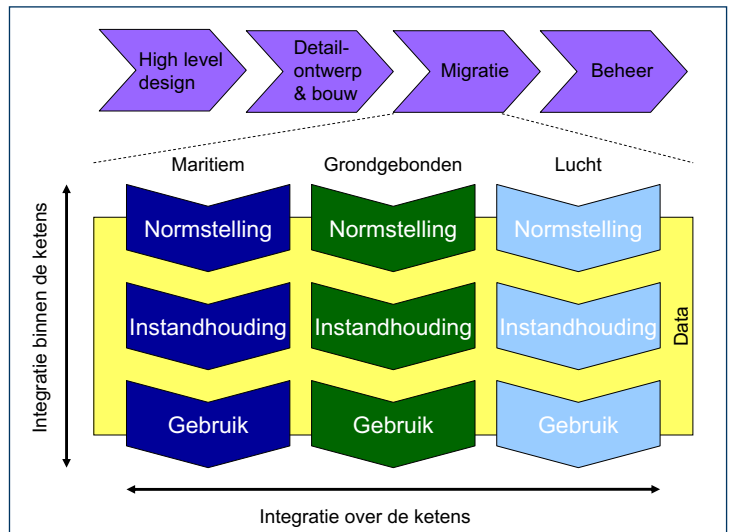 High level
design
Detail-
ontwerp
& bouw
Migratie
Beheer
Maritiem
Grondgebonden
Lucht
Normstelling
Normstelling
Normstelling
Instandhouding
Instandhouding
Instandhouding
Gebruik
Gebruik
Gebruik
Data
Integratie binnen de ketens
Integratie over de ketens